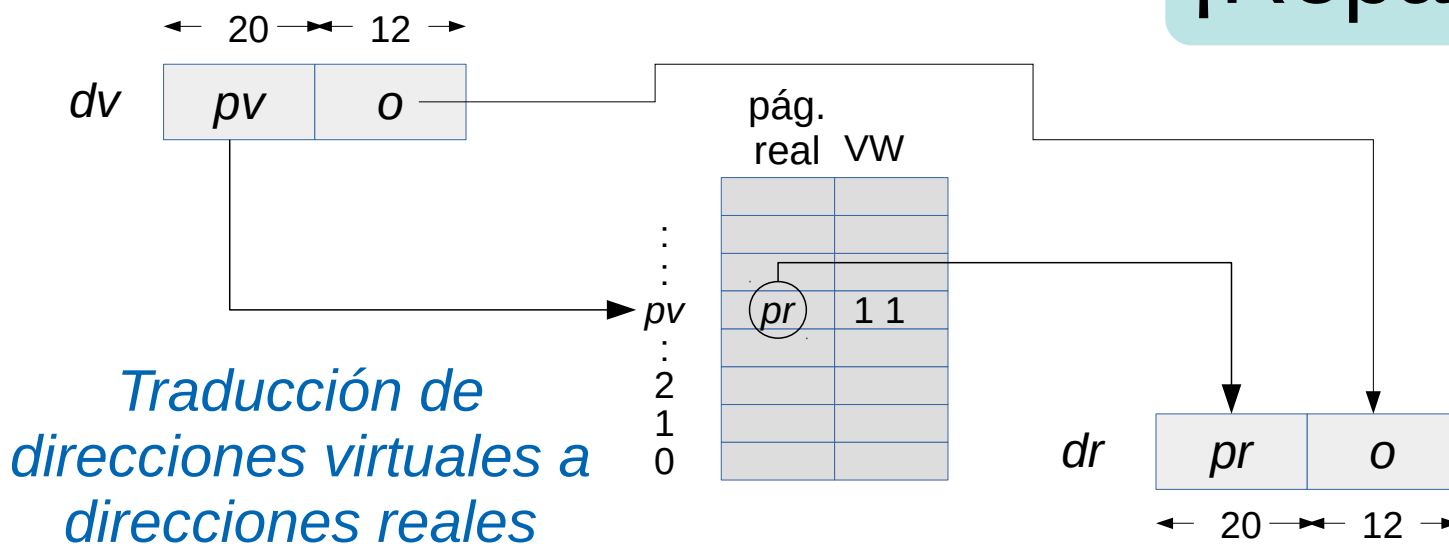 20 12
dv pv o
pág.
real VW
:
:
pv pr 1 1
:
2
1
0
Traducción de
direcciones virtuales a
direcciones reales
dr pr o
20 12